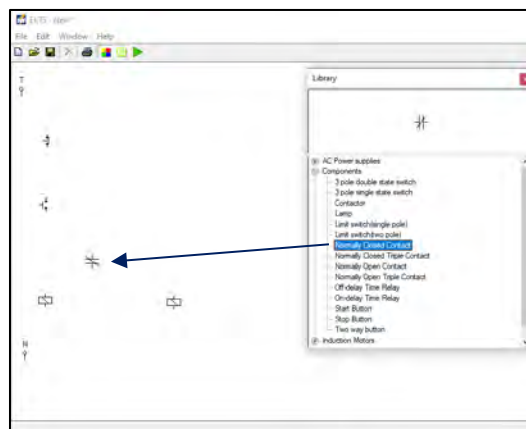 EKTS - New*
File Edit Window Help
T
Library
AC Power supplies
Components
3 pole double state switch
3 pole single state switch
Contactor
Lamp
Limit switch(single pole)
Limit switch(two pole)
Normally Closed Contact
Normally Closed Triple Contact
Normally Open Contact
Normally Open Triple Contact
Off-delay Time Relay
On-delay Time Relay
Start Button
Stop Button
Two way button
Induction Motors
N